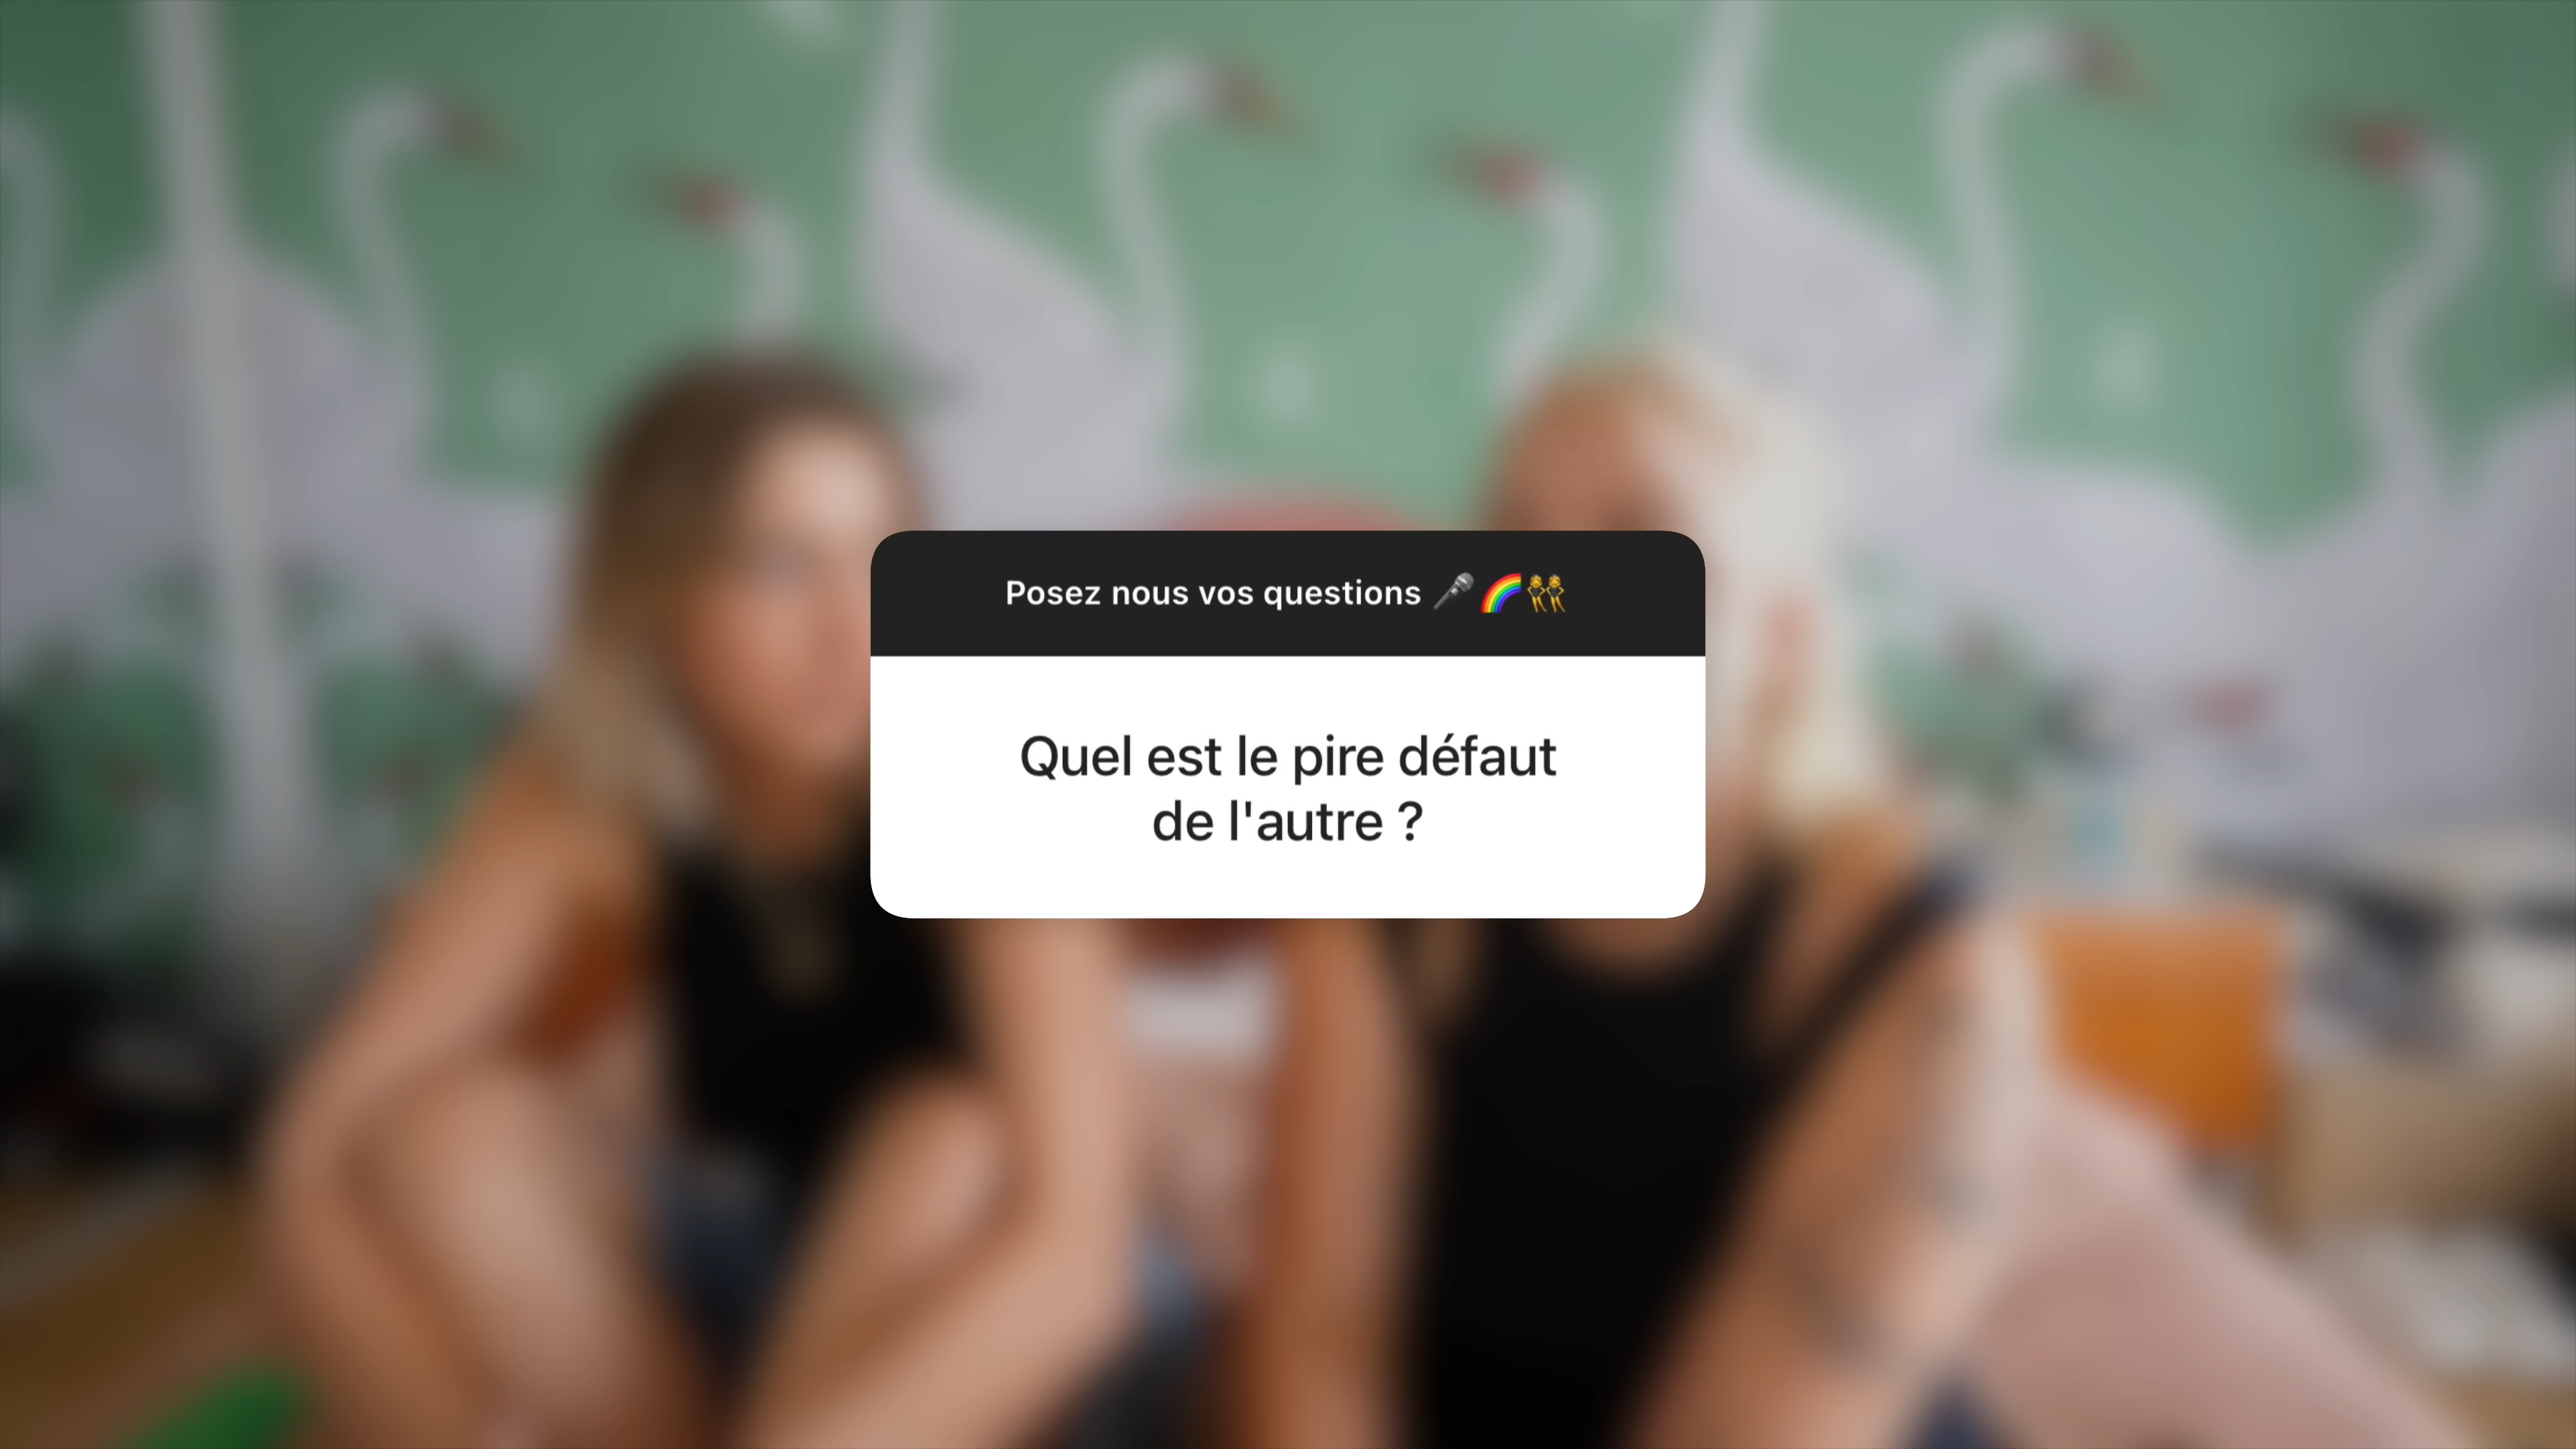 Posez nous vos questions 🎤🌈👯
Quel est le pire défaut
de l'autre ?